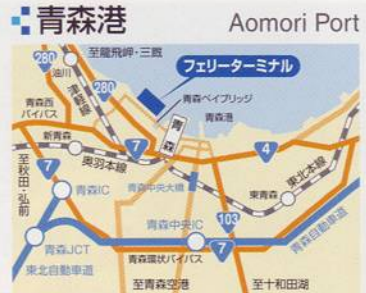 青森港
Aomori Port
至龍飛岬・三厩
280
油川
フェリーターミナル
津軽線
280
青森ベイブリッジ
青森西
バイパス
青森港
新青森
青森
7
4
奥羽本線
東北本線
7
至秋田・弘前
青森IC
青森中央大橋
東青森
103
青森中央IC
7
青森自動車道
青森JCT
青森環状バイパス
東北自動車道
至青森空港
至十和田湖